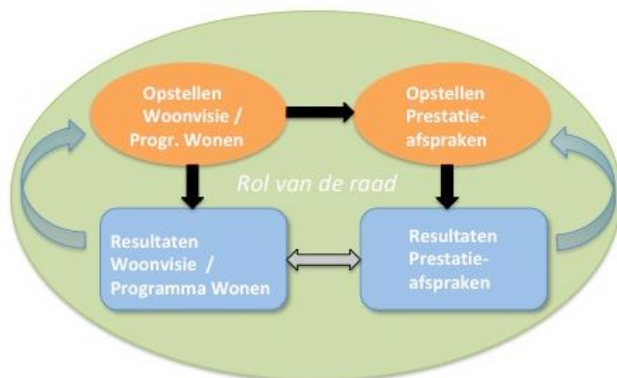 Opstellen
Woonvisie /
Progr. Wonen
Opstellen
Prestatie-
afspraken
Rol van de raad
Resultaten
Woonvisie /
Programma Wonen
Resultaten
Prestatie-
afspraken